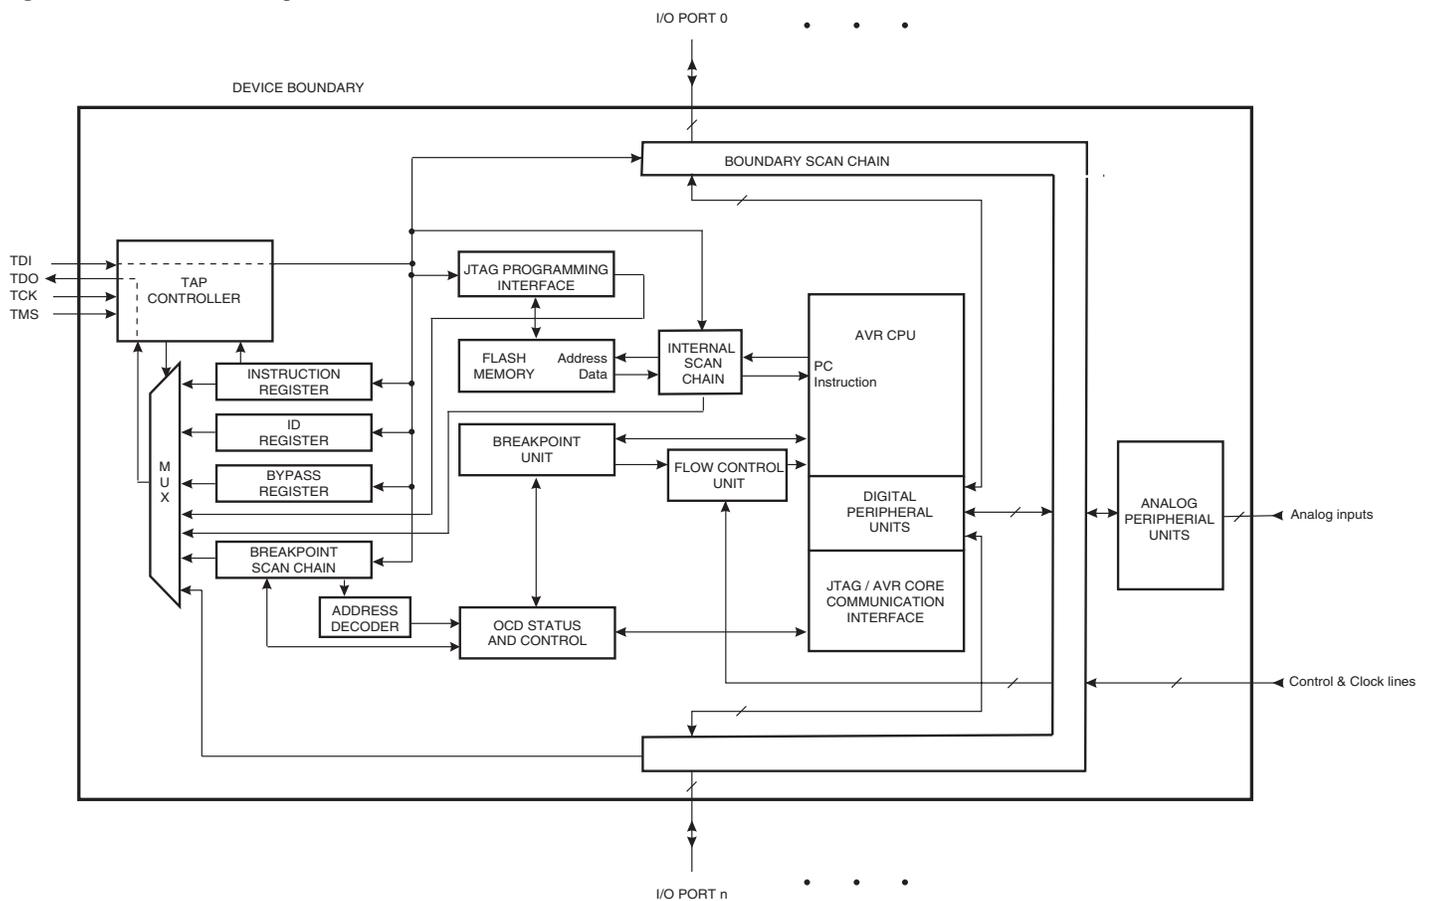 I/O PORT 0
DEVICE BOUNDARY
BOUNDARY SCAN CHAIN
TDI
TDO
TCK
TMS
TAP
CONTROLLER
JTAG PROGRAMMING
INTERFACE
AVR CPU
FLASH
MEMORY
Address
Data
INTERNAL
SCAN
CHAIN
PC
Instruction
INSTRUCTION
REGISTER
ID
REGISTER
BREAKPOINT
UNIT
FLOW CONTROL
UNIT
M
U
X
BYPASS
REGISTER
DIGITAL
PERIPHERAL
UNITS
ANALOG
PERIPHERIAL
UNITS
Analog inputs
BREAKPOINT
SCAN CHAIN
JTAG / AVR CORE
COMMUNICATION
INTERFACE
ADDRESS
DECODER
OCD STATUS
AND CONTROL
Control & Clock lines
I/O PORT n